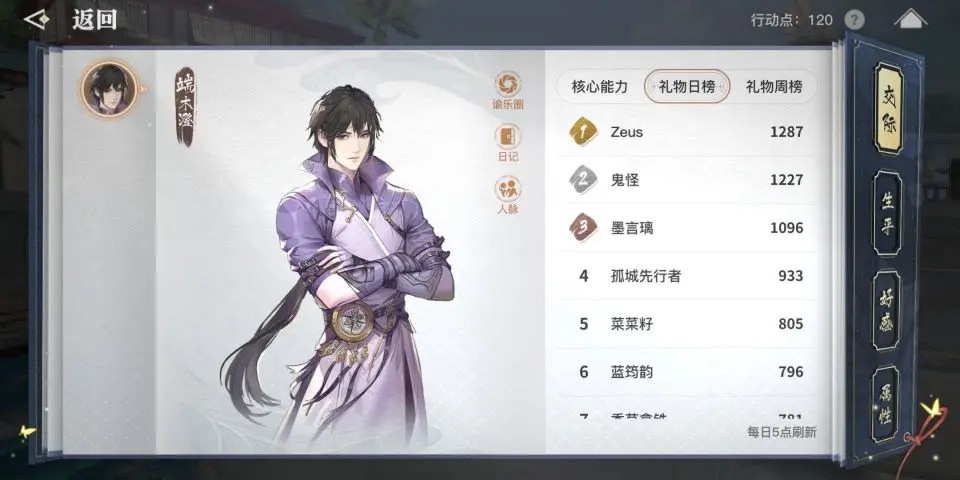 返回
行动点：120
?
端木澄
谕乐圈
日记
人脉
核心能力
礼物日榜
礼物周榜
1 Zeus 1287
2 鬼怪 1227
3 墨言璃 1096
4 孤城先行者 933
5 菜菜籽 805
6 蓝筠韵 796
每日5点刷新
交际
生平
好感
属性